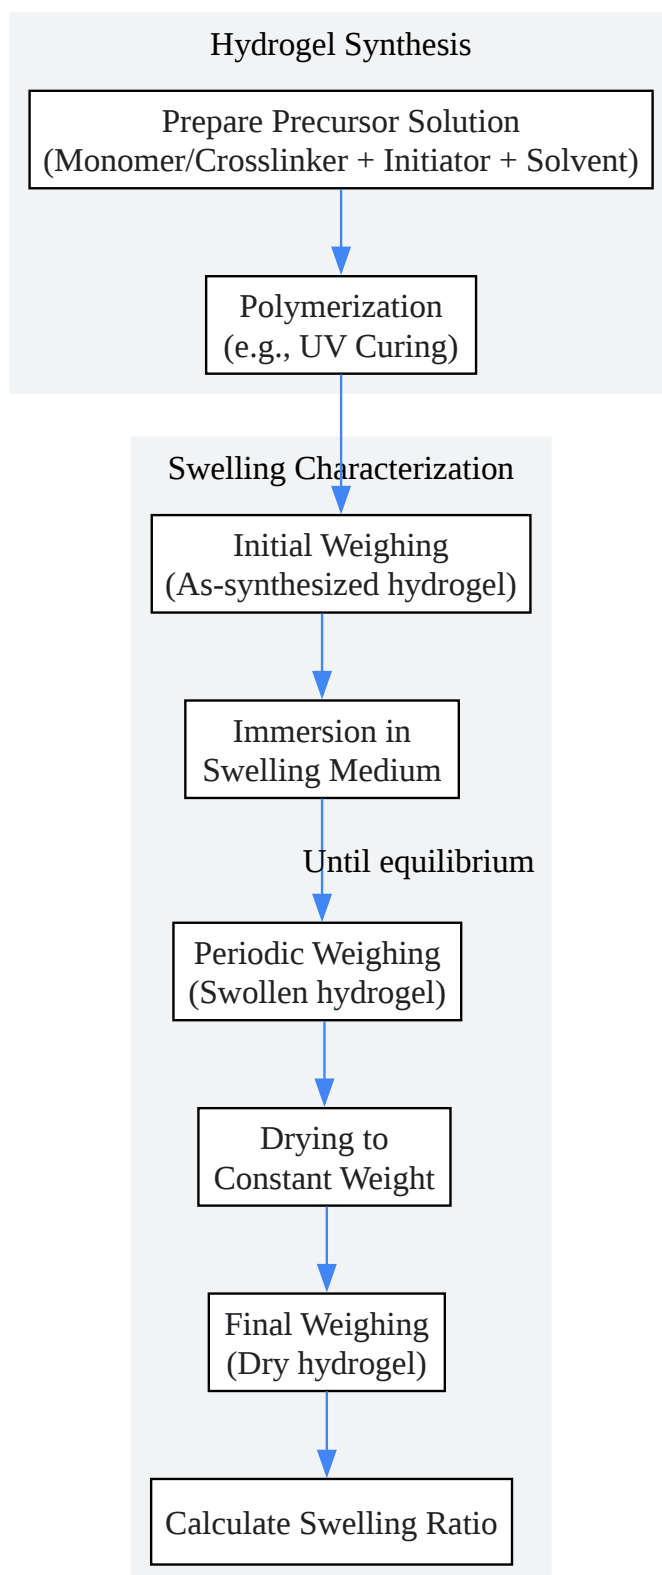 Hydrogel Synthesis
Prepare Precursor Solution
(Monomer/Crosslinker + Initiator + Solvent)
Polymerization
(e.g., UV Curing)
Swelling Characterization
Initial Weighing
(As-synthesized hydrogel)
Immersion in
Swelling Medium
Until equilibrium
Periodic Weighing
(Swollen hydrogel)
Drying to
Constant Weight
Final Weighing
(Dry hydrogel)
Calculate Swelling Ratio